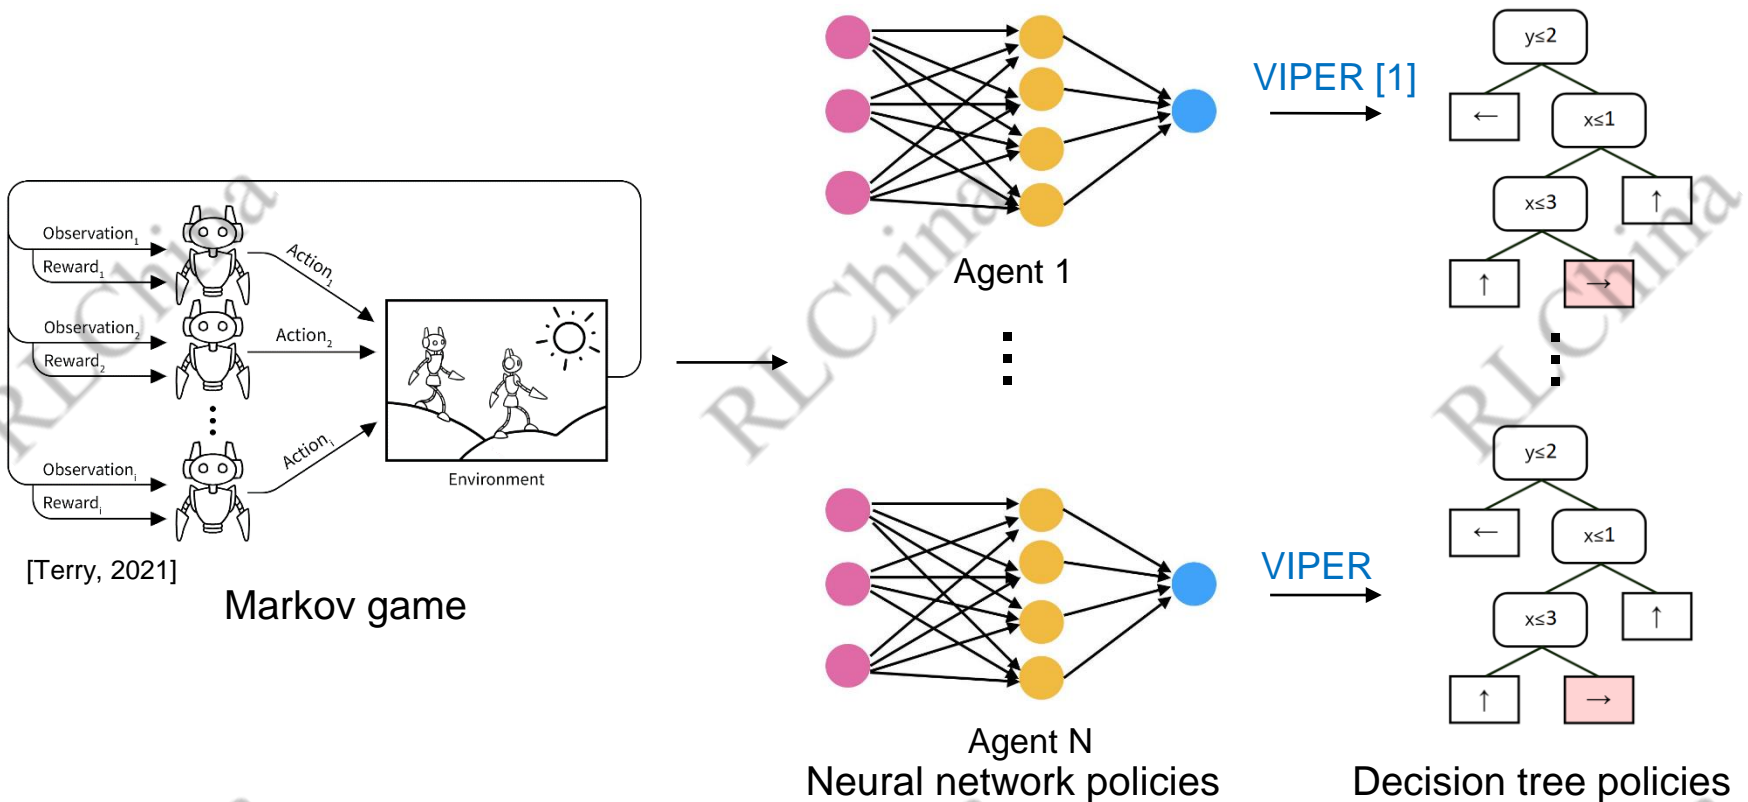 Observation1
Reward1
Action1
Observation2
Reward2
Action2
Observationi
Rewardi
Actioni
Environment
[Terry, 2021]
Markov game
Agent 1
Agent N
Neural network policies
VIPER [1]
VIPER
y≤2
←
x≤1
x≤3
↑
↑
→
y≤2
←
x≤1
x≤3
↑
↑
→
Decision tree policies
RLChina
RLChina
RLChina